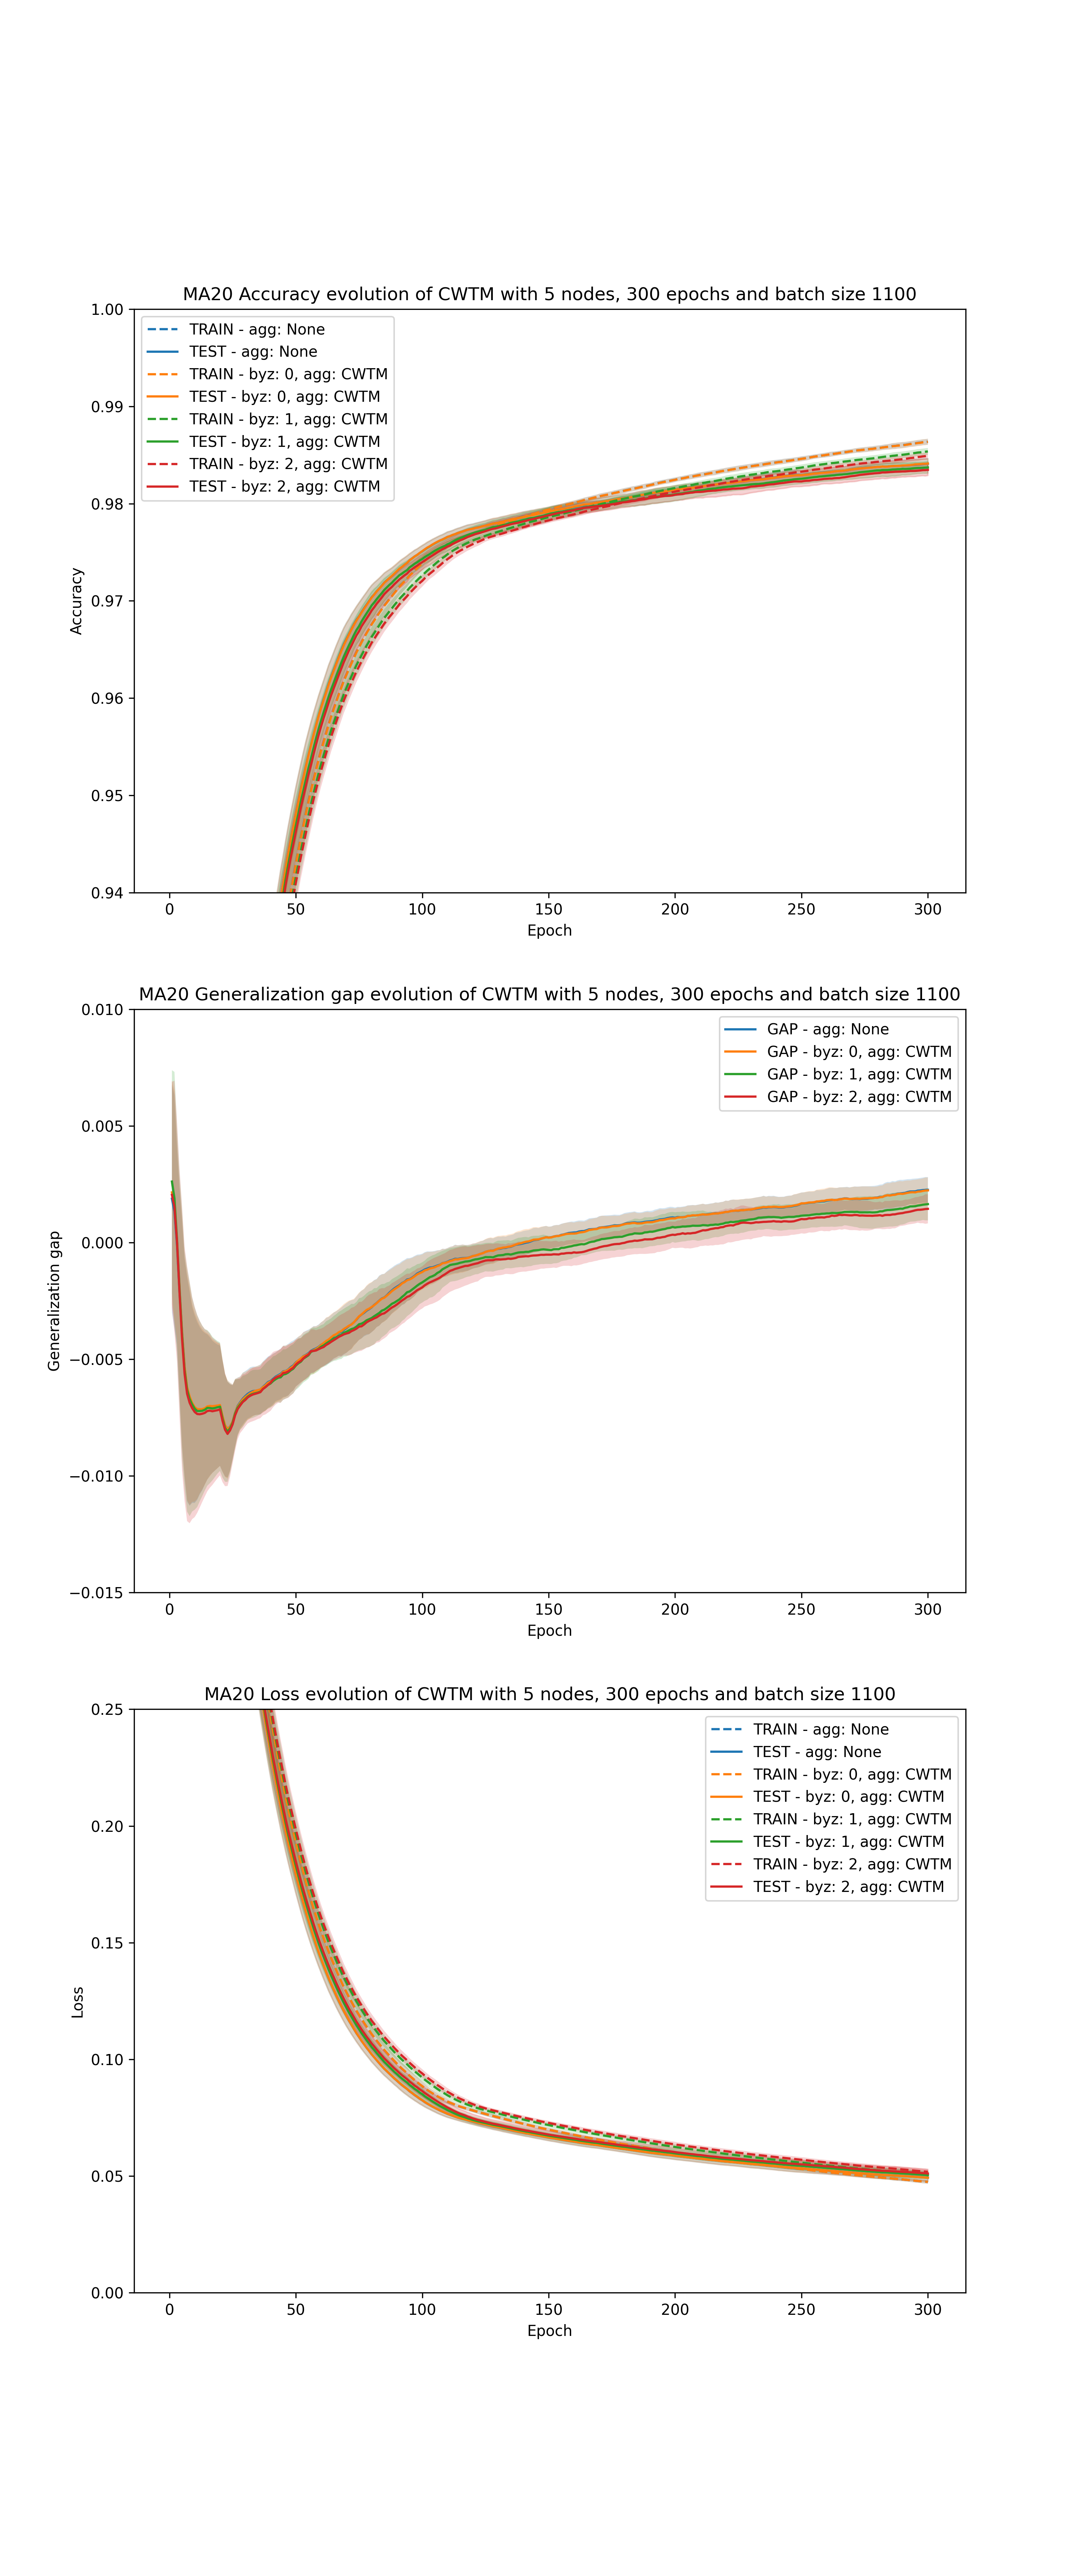 MA20 Accuracy evolution of CWTM with 5 nodes, 300 epochs and batch size 1100
1.00
0.99
0.98
0.97
0.96
0.95
0.94
Accuracy
TRAIN - agg: None
TEST - agg: None
TRAIN - byz: 0, agg: CWTM
TEST - byz: 0, agg: CWTM
TRAIN - byz: 1, agg: CWTM
TEST - byz: 1, agg: CWTM
TRAIN - byz: 2, agg: CWTM
TEST - byz: 2, agg: CWTM
0 50 100 150 200 250 300
Epoch
MA20 Generalization gap evolution of CWTM with 5 nodes, 300 epochs and batch size 1100
0.010
0.005
0.000
−0.005
−0.010
−0.015
Generalization gap
GAP - agg: None
GAP - byz: 0, agg: CWTM
GAP - byz: 1, agg: CWTM
GAP - byz: 2, agg: CWTM
0 50 100 150 200 250 300
Epoch
MA20 Loss evolution of CWTM with 5 nodes, 300 epochs and batch size 1100
0.25
0.20
0.15
0.10
0.05
0.00
Loss
TRAIN - agg: None
TEST - agg: None
TRAIN - byz: 0, agg: CWTM
TEST - byz: 0, agg: CWTM
TRAIN - byz: 1, agg: CWTM
TEST - byz: 1, agg: CWTM
TRAIN - byz: 2, agg: CWTM
TEST - byz: 2, agg: CWTM
0 50 100 150 200 250 300
Epoch